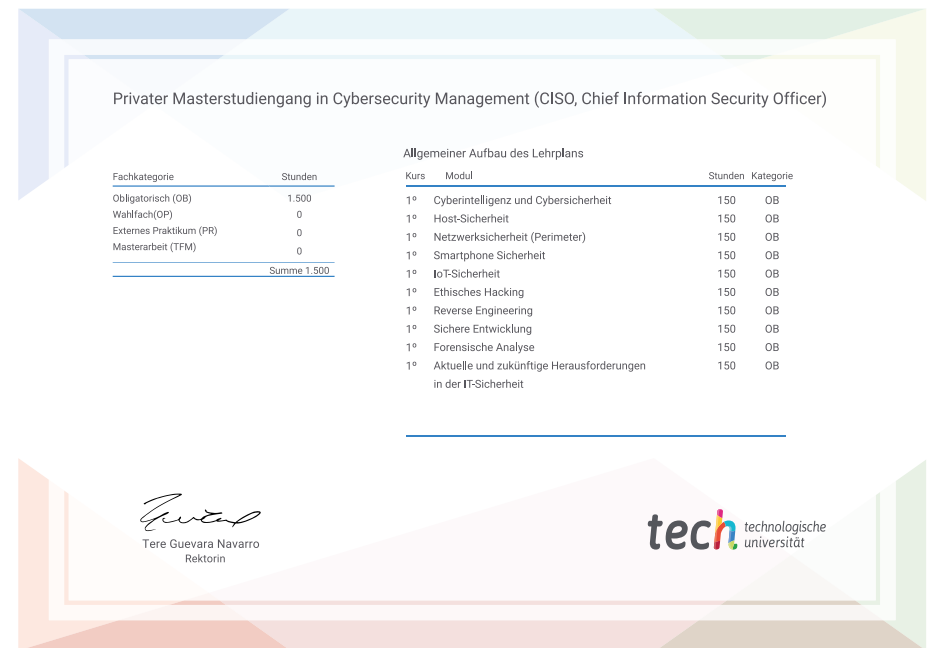 Privater Masterstudiengang in Cybersecurity Management (CISO, Chief Information Security Officer)
Fachkategorie Stunden
Obligatorisch (OB) 1.500
Wahlfach(OP) 0
Externes Praktikum (PR) 0
Masterarbeit (TFM) 0
Summe 1.500
Allgemeiner Aufbau des Lehrplans
Kurs Modul Stunden Kategorie
1º Cyberintelligenz und Cybersicherheit 150 OB
1º Host-Sicherheit 150 OB
1º Netzwerksicherheit (Perimeter) 150 OB
1º Smartphone Sicherheit 150 OB
1º IoT-Sicherheit 150 OB
1º Ethisches Hacking 150 OB
1º Reverse Engineering 150 OB
1º Sichere Entwicklung 150 OB
1º Forensische Analyse 150 OB
1º Aktuelle und zukünftige Herausforderungen 150 OB
in der IT-Sicherheit
Tere Guevara Navarro
Rektorin
tech technologische
universität